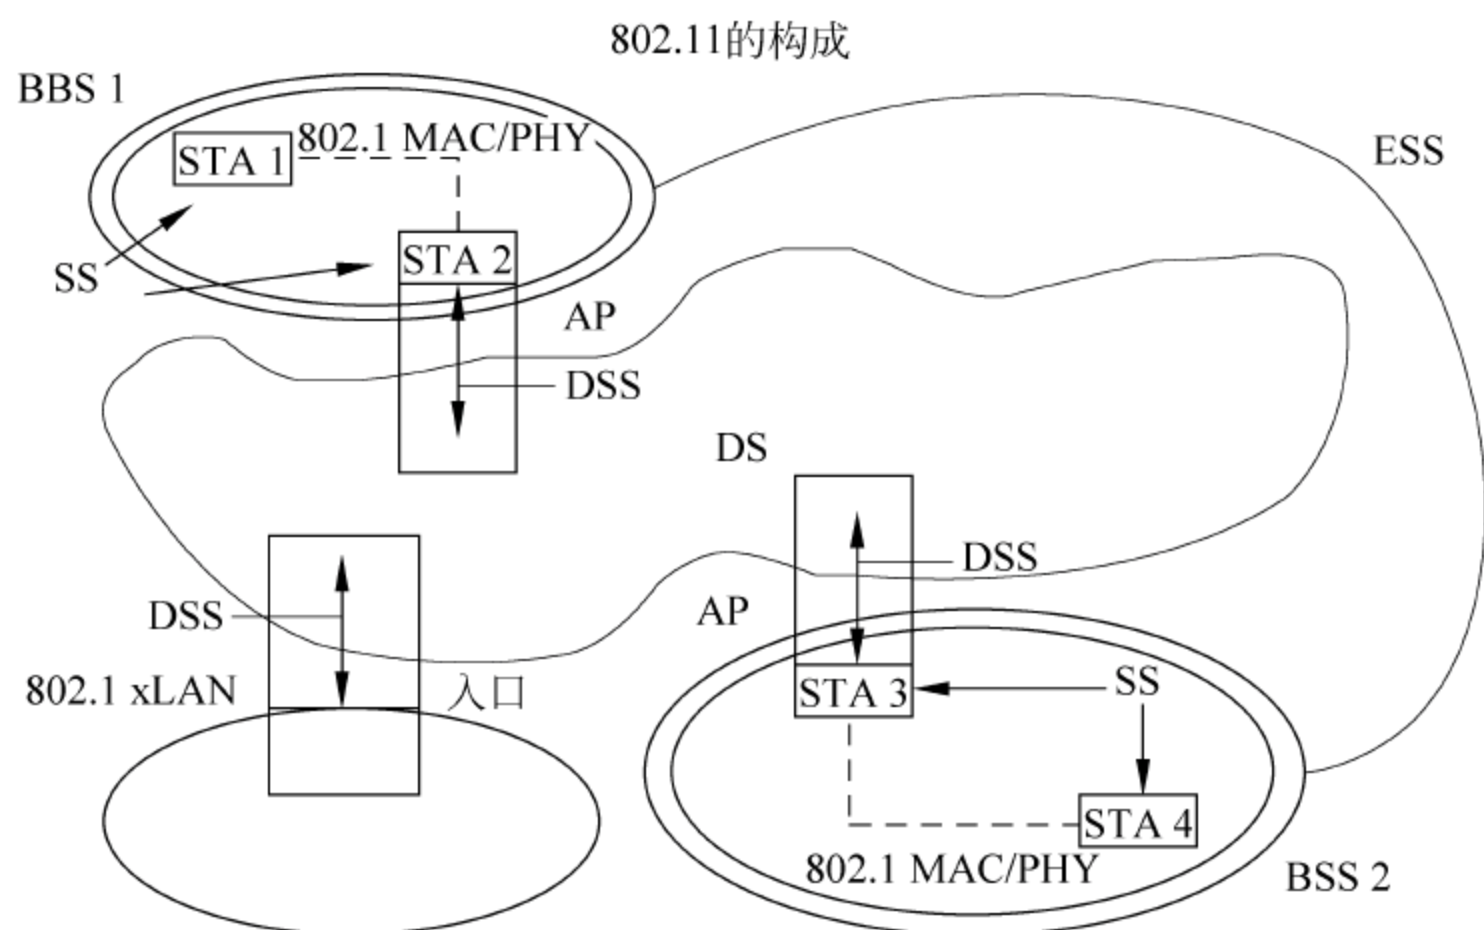 802.11的构成
BBS 1
802.1 MAC/PHY
STA 1
ESS
SS
STA 2
AP
DSS
DS
DSS
DSS
AP
802.1 xLAN
入口
STA 3
SS
STA 4
802.1 MAC/PHY
BSS 2